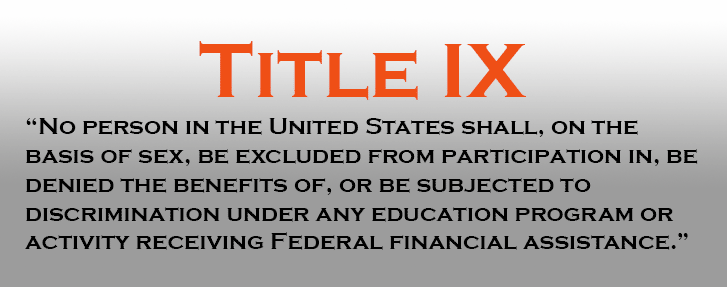 Title IX
“No person in the United States shall, on the
basis of sex, be excluded from participation in, be
denied the benefits of, or be subjected to
discrimination under any education program or
activity receiving Federal financial assistance.”